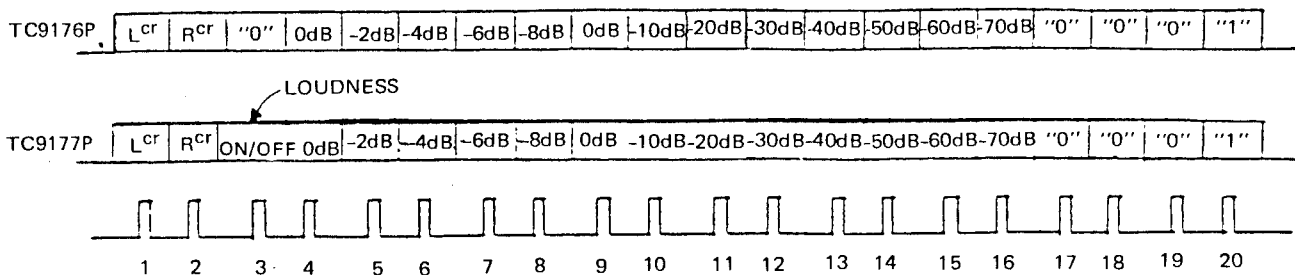 TC9176P L^cr R^cr "0" 0dB -2dB -4dB -6dB -8dB 0dB -10dB -20dB -30dB -40dB -50dB -60dB -70dB "0" "0" "0" "1"
LOUDNESS
TC9177P L^cr R^cr ON/OFF 0dB -2dB -4dB -6dB -8dB 0dB -10dB -20dB -30dB -40dB -50dB -60dB -70dB "0" "0" "0" "1"
1 2 3 4 5 6 7 8 9 10 11 12 13 14 15 16 17 18 19 20